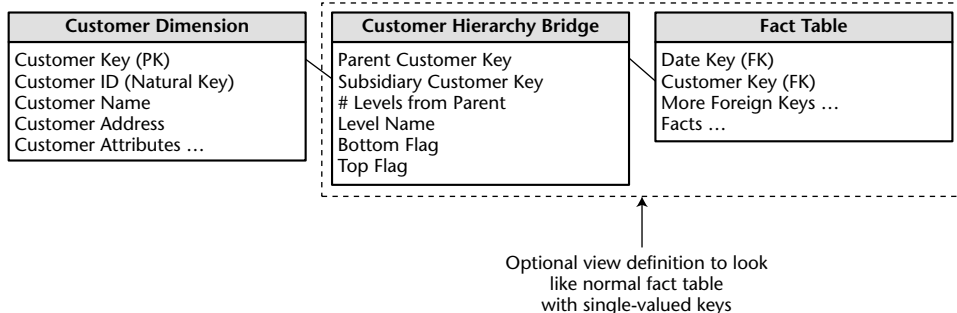 Customer Dimension
Customer Key (PK)
Customer ID (Natural Key)
Customer Name
Customer Address
Customer Attributes …
Customer Hierarchy Bridge
Parent Customer Key
Subsidiary Customer Key
# Levels from Parent
Level Name
Bottom Flag
Top Flag
Fact Table
Date Key (FK)
Customer Key (FK)
More Foreign Keys …
Facts …
Optional view definition to look
like normal fact table
with single-valued keys